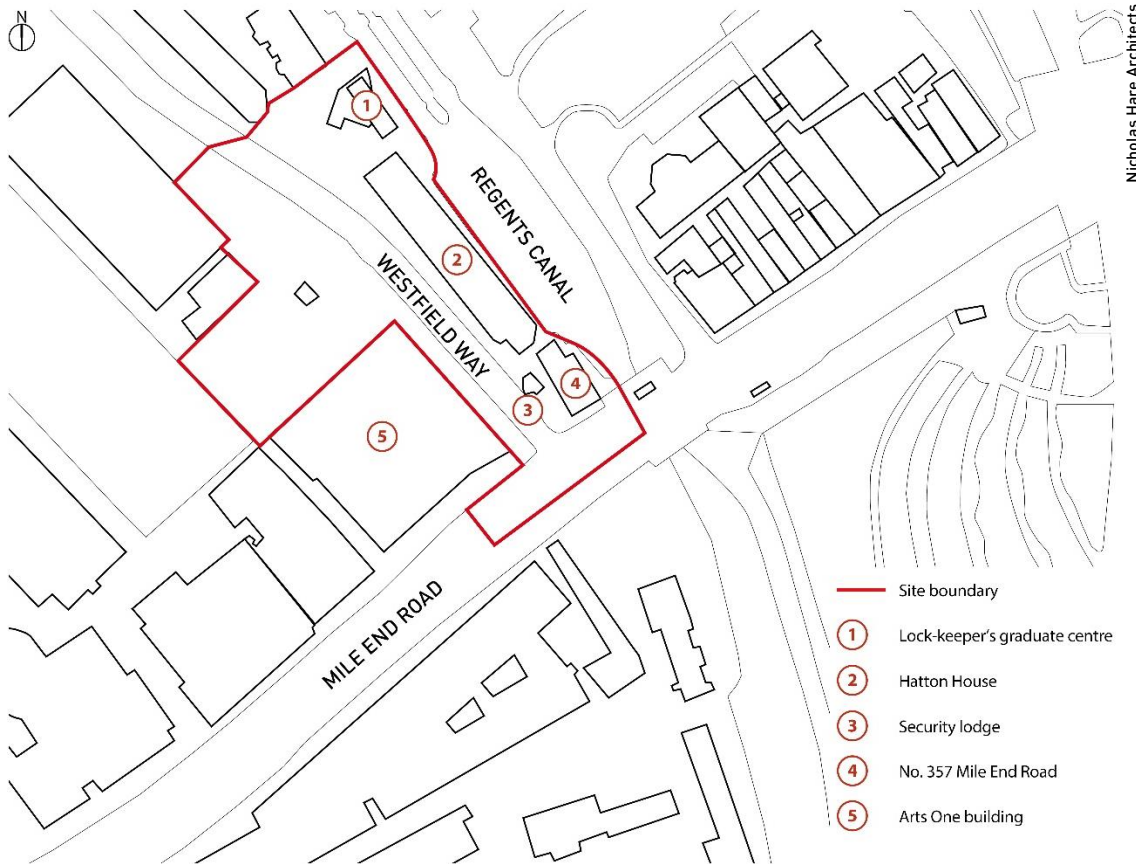 N
Nicholas Hare Architects
1
REGENTS CANAL
2
WESTFIELD WAY
4
3
5
MILE END ROAD
Site boundary
1 Lock-keeper's graduate centre
2 Hatton House
3 Security lodge
4 No. 357 Mile End Road
5 Arts One building